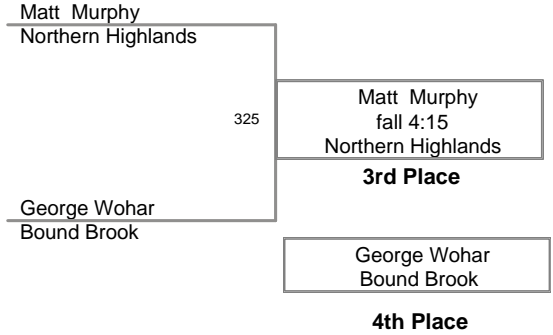 Matt Murphy
Northern Highlands
325
Matt Murphy
fall 4:15
Northern Highlands
3rd Place
George Wohar
Bound Brook
George Wohar
Bound Brook
4th Place